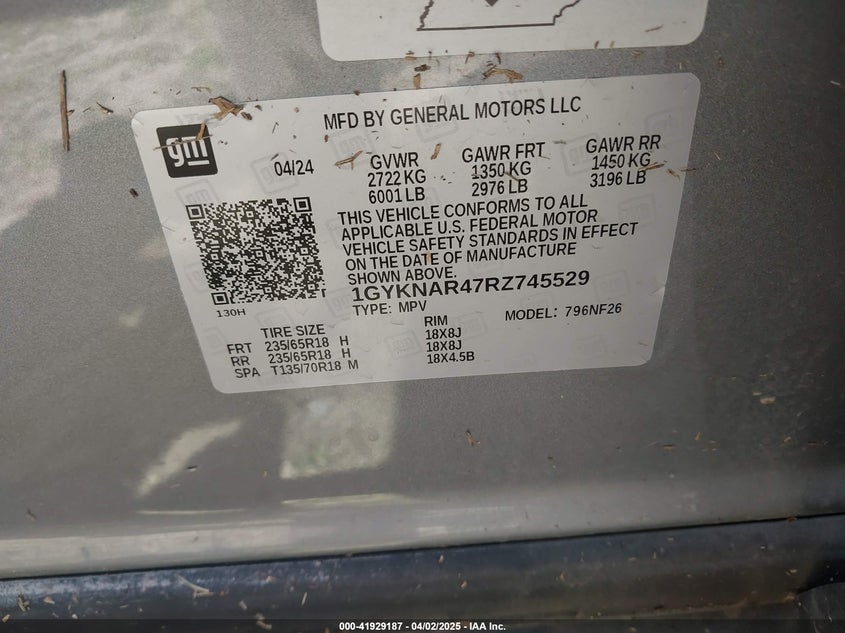 MFD BY GENERAL MOTORS LLC
gm
04/24
GVWR
2722 KG
6001 LB
GAWR FRT
1350 KG
2976 LB
GAWR RR
1450 KG
3196 LB
THIS VEHICLE CONFORMS TO ALL
APPLICABLE U.S. FEDERAL MOTOR
VEHICLE SAFETY STANDARDS IN EFFECT
ON THE DATE OF MANUFACTURE
SHOWN ABOVE.
1GYKNAR47RZ745529
TYPE: MPV
MODEL: 796NF26
130H
TIRE SIZE
RIM
FRT 235/65R18 H 18X8J
RR 235/65R18 H 18X8J
SPA T135/70R18 M 18X4.5B
000-41929187 - 04/02/2025 - IAA Inc.